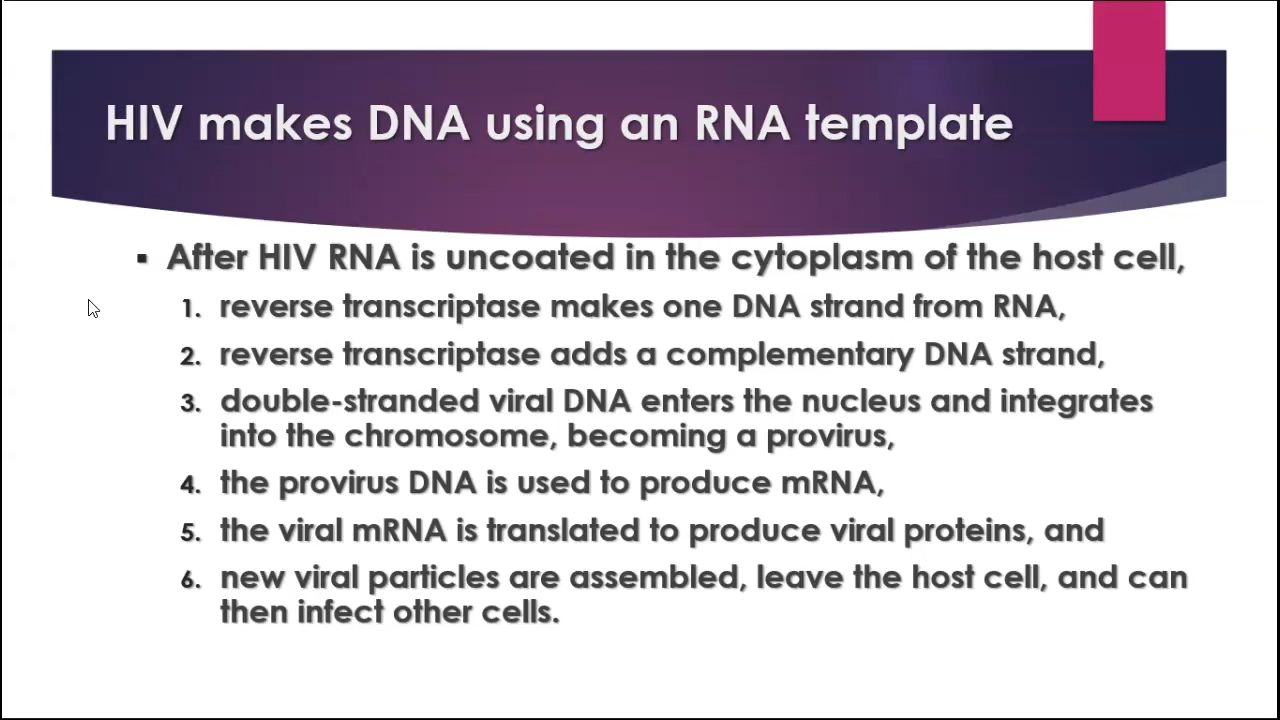 HIV makes DNA using an RNA template
▪ After HIV RNA is uncoated in the cytoplasm of the host cell,
1. reverse transcriptase makes one DNA strand from RNA,
2. reverse transcriptase adds a complementary DNA strand,
3. double-stranded viral DNA enters the nucleus and integrates
into the chromosome, becoming a provirus,
4. the provirus DNA is used to produce mRNA,
5. the viral mRNA is translated to produce viral proteins, and
6. new viral particles are assembled, leave the host cell, and can
then infect other cells.